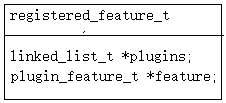 registered_feature_t
linked_list_t *plugins;
plugin_feature_t *feature;